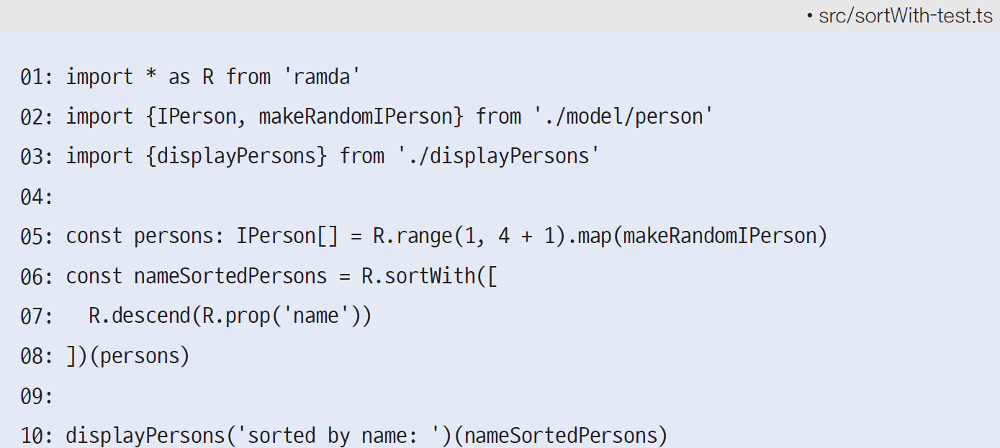 • src/sortWith-test.ts
01: import * as R from 'ramda'
02: import {IPerson, makeRandomIPerson} from './model/person'
03: import {displayPersons} from './displayPersons'
04:
05: const persons: IPerson[] = R.range(1, 4 + 1).map(makeRandomIPerson)
06: const nameSortedPersons = R.sortWith([
07:   R.descend(R.prop('name'))
08: ])(persons)
09:
10: displayPersons('sorted by name: ')(nameSortedPersons)